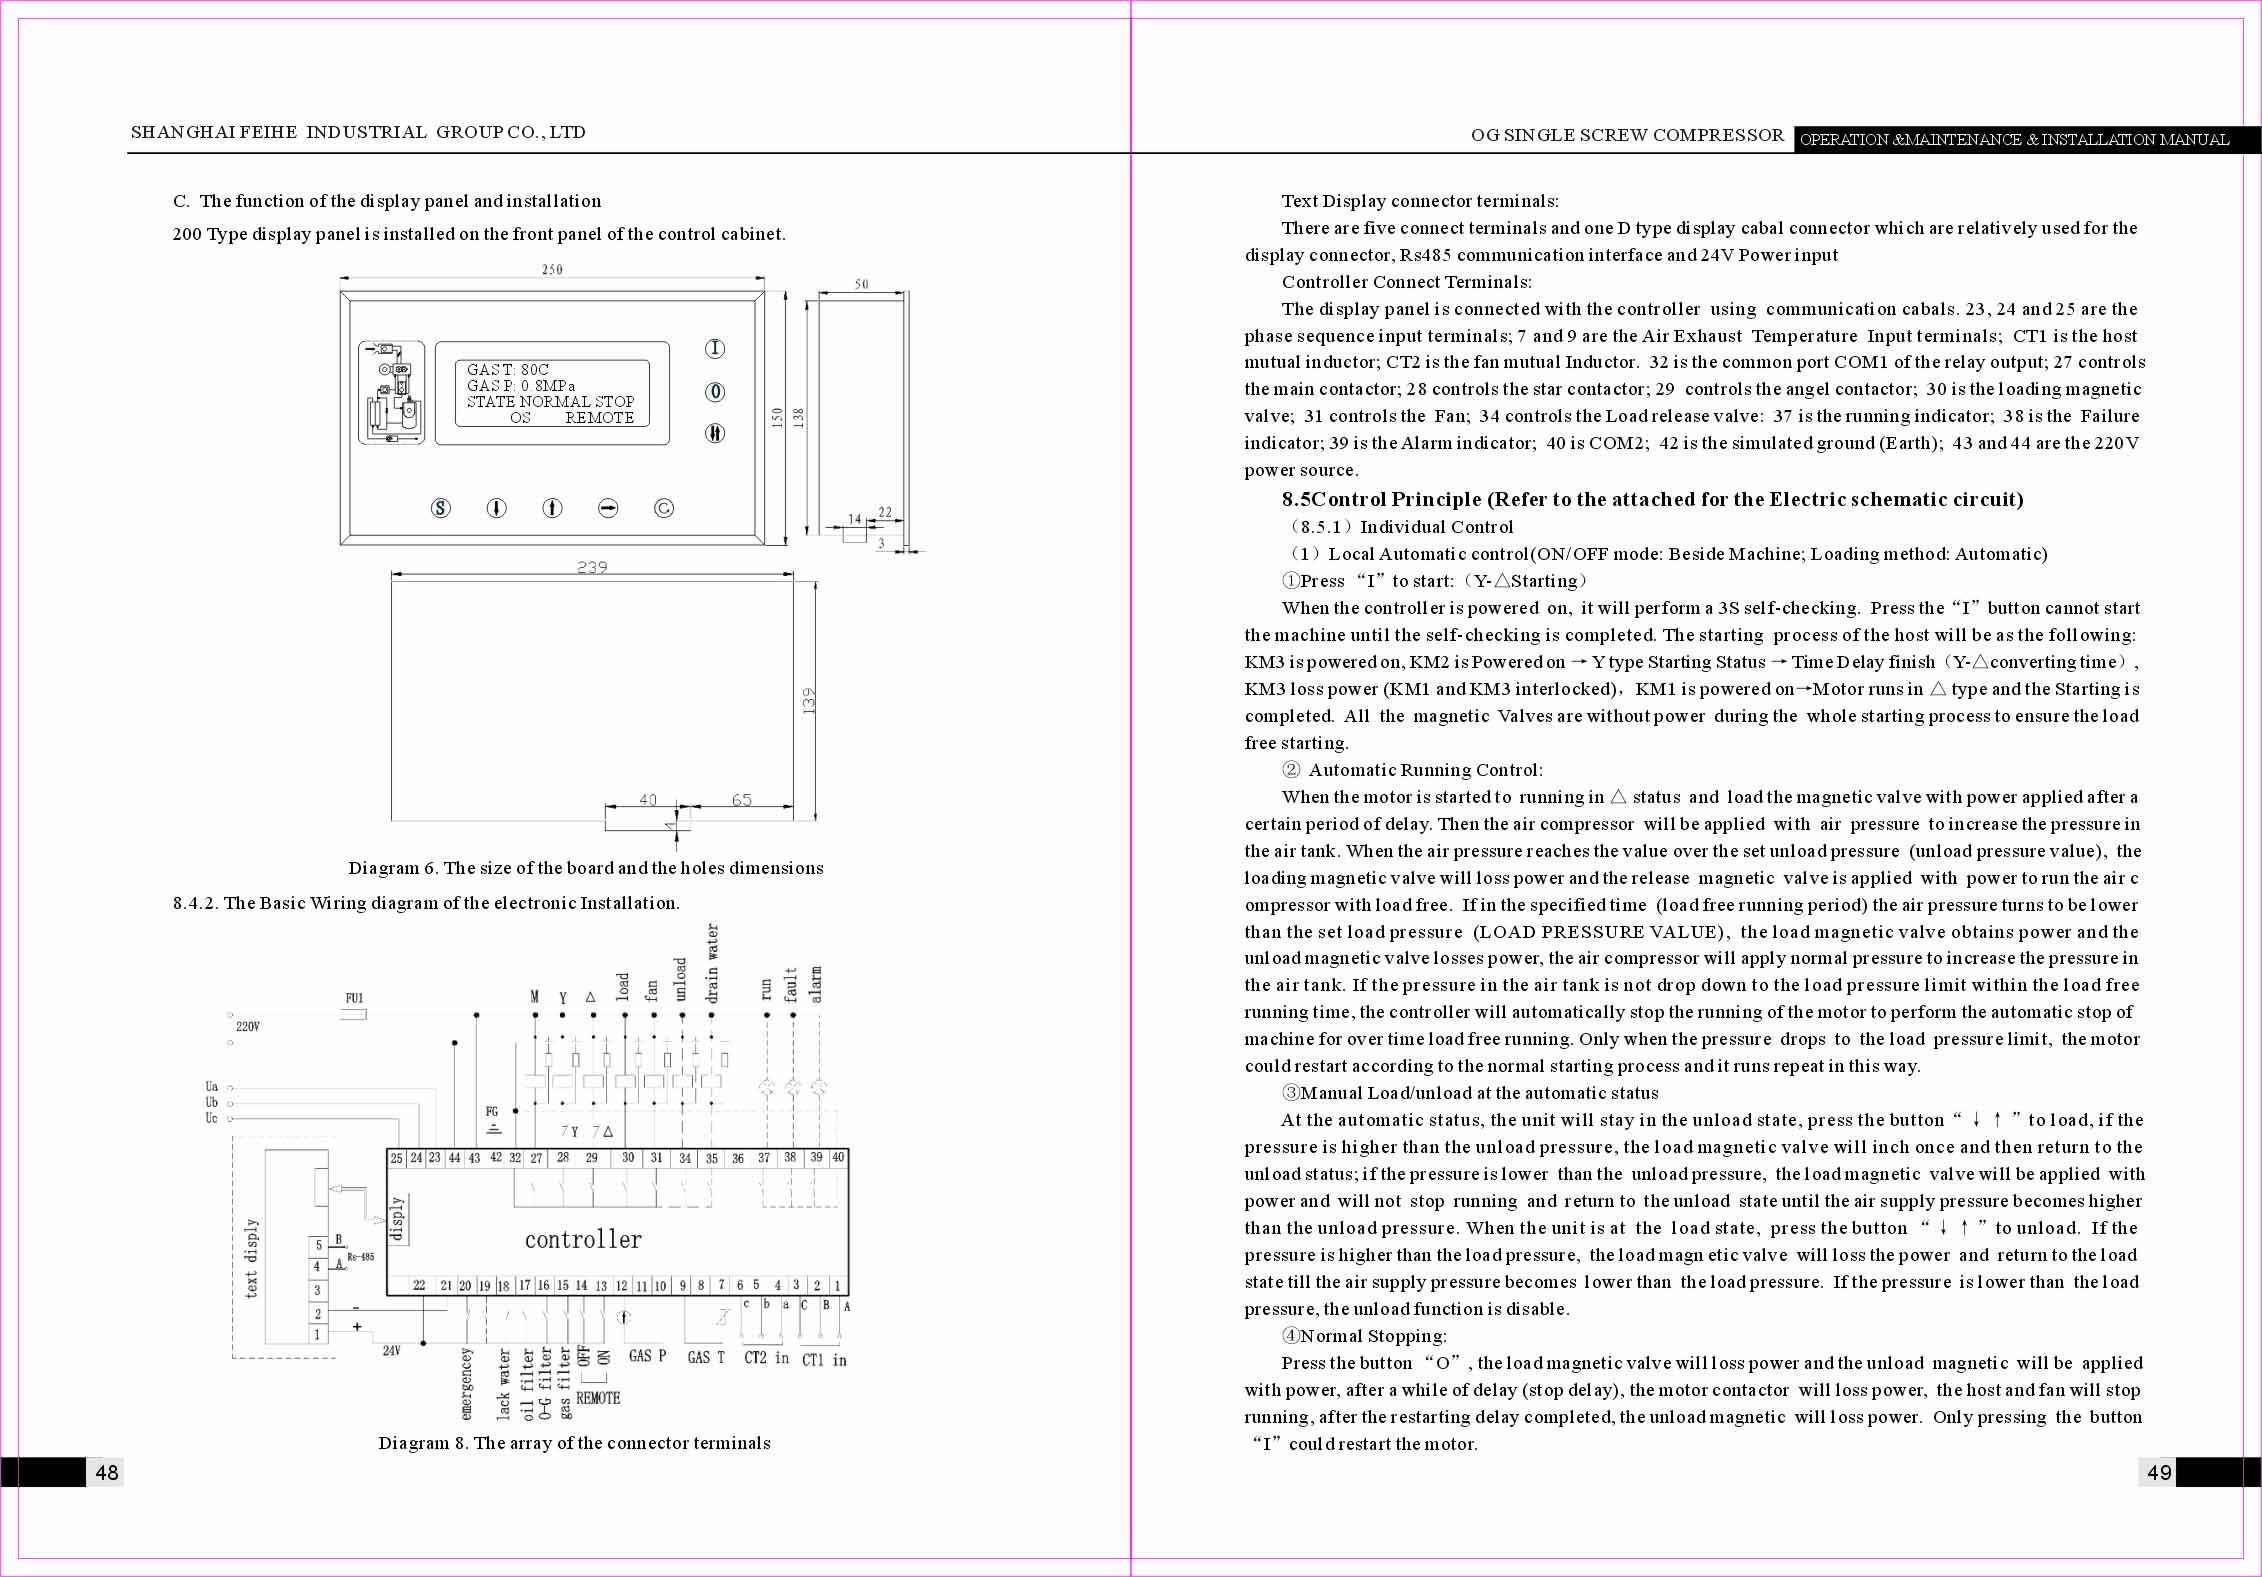 SHANGHAI FEIHE INDUSTRIAL GROUP CO., LTD
C. The function of the display panel and installation
200 Type display panel is installed on the front panel of the control cabinet.
250
50
GAS T: 80C
GAS P: 0.8MPa
STATE NORMAL STOP
OS REMOTE
I
O
150
138
S
C
14
22
3
239
139
40
65
Diagram 6. The size of the board and the holes dimensions
8.4.2. The Basic Wiring diagram of the electronic Installation.
FU1
220V
M Y △ load fan unload drain water run fault alarm
Ua
Ub
Uc
FG
7 Y 7 △
25 24 23 44 43 42 32 27 28 29 30 31 34 35 36 37 38 39 40
disply
controller
text disply
5 B
Rs-485
4 A
3
2 -
1 +
24V
22 21 20 19 18 17 16 15 14 13 12 11 10 9 8 7 6 5 4 3 2 1
c b a C B A
emergencey
lack water
oil filter
O-G filter
gas filter
OFF
ON
REMOTE
GAS P GAS T CT2 in CT1 in
Diagram 8. The array of the connector terminals
48
OG SINGLE SCREW COMPRESSOR OPERATION &MAINTENANCE & INSTALLATION MANUAL
Text Display connector terminals:
There are five connect terminals and one D type display cabal connector which are relatively used for the
display connector, Rs485 communication interface and 24V Power input
Controller Connect Terminals:
The display panel is connected with the controller using communication cabals. 23, 24 and 25 are the
phase sequence input terminals; 7 and 9 are the Air Exhaust Temperature Input terminals; CT1 is the host
mutual inductor; CT2 is the fan mutual Inductor. 32 is the common port COM1 of the relay output; 27 controls
the main contactor; 28 controls the star contactor; 29 controls the angel contactor; 30 is the loading magnetic
valve; 31 controls the Fan; 34 controls the Load release valve: 37 is the running indicator; 38 is the Failure
indicator; 39 is the Alarm indicator; 40 is COM2; 42 is the simulated ground (Earth); 43 and 44 are the 220V
power source.
8.5Control Principle (Refer to the attached for the Electric schematic circuit)
（8.5.1）Individual Control
（1）Local Automatic control(ON/OFF mode: Beside Machine; Loading method: Automatic)
①Press “I” to start:（Y-△Starting）
When the controller is powered on, it will perform a 3S self-checking. Press the “I” button cannot start
the machine until the self-checking is completed. The starting process of the host will be as the following:
KM3 is powered on, KM2 is Powered on → Y type Starting Status → Time Delay finish（Y-△converting time）,
KM3 loss power (KM1 and KM3 interlocked)， KM1 is powered on→Motor runs in △ type and the Starting is
completed. All the magnetic Valves are without power during the whole starting process to ensure the load
free starting.
② Automatic Running Control:
When the motor is started to running in △ status and load the magnetic valve with power applied after a
certain period of delay. Then the air compressor will be applied with air pressure to increase the pressure in
the air tank. When the air pressure reaches the value over the set unload pressure (unload pressure value), the
loading magnetic valve will loss power and the release magnetic valve is applied with power to run the air c
ompressor with load free. If in the specified time (load free running period) the air pressure turns to be lower
than the set load pressure (LOAD PRESSURE VALUE), the load magnetic valve obtains power and the
unload magnetic valve losses power, the air compressor will apply normal pressure to increase the pressure in
the air tank. If the pressure in the air tank is not drop down to the load pressure limit within the load free
running time, the controller will automatically stop the running of the motor to perform the automatic stop of
machine for over time load free running. Only when the pressure drops to the load pressure limit, the motor
could restart according to the normal starting process and it runs repeat in this way.
③Manual Load/unload at the automatic status
At the automatic status, the unit will stay in the unload state, press the button “ ↓ ↑ ” to load, if the
pressure is higher than the unload pressure, the load magnetic valve will inch once and then return to the
unload status; if the pressure is lower than the unload pressure, the load magnetic valve will be applied with
power and will not stop running and return to the unload state until the air supply pressure becomes higher
than the unload pressure. When the unit is at the load state, press the button “ ↓ ↑ ” to unload. If the
pressure is higher than the load pressure, the load magn etic valve will loss the power and return to the load
state till the air supply pressure becomes lower than the load pressure. If the pressure is lower than the load
pressure, the unload function is disable.
④Normal Stopping:
Press the button “O”, the load magnetic valve will loss power and the unload magnetic will be applied
with power, after a while of delay (stop delay), the motor contactor will loss power, the host and fan will stop
running, after the restarting delay completed, the unload magnetic will loss power. Only pressing the button
“I” could restart the motor.
49